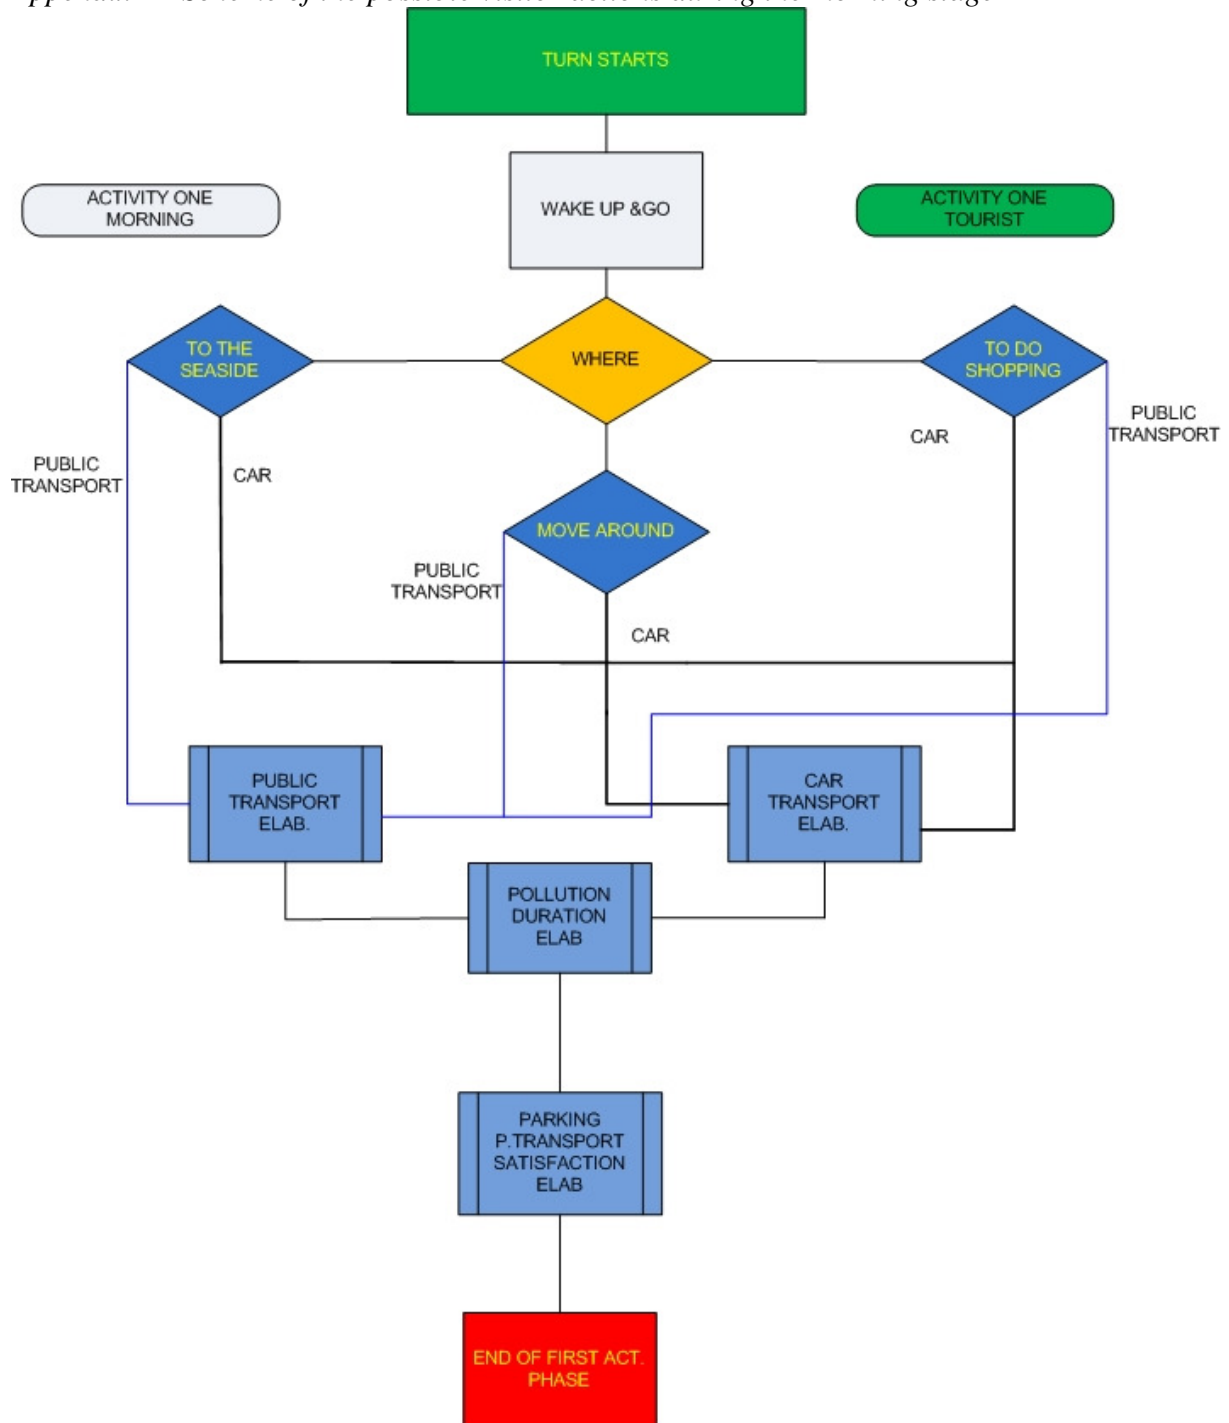 TURN STARTS
WAKE UP &GO
ACTIVITY ONE
MORNING
ACTIVITY ONE
TOURIST
TO THE
SEASIDE
WHERE
TO DO
SHOPPING
PUBLIC
TRANSPORT
CAR
CAR
PUBLIC
TRANSPORT
MOVE AROUND
PUBLIC
TRANSPORT
CAR
PUBLIC
TRANSPORT
ELAB.
CAR
TRANSPORT
ELAB.
POLLUTION
DURATION
ELAB
PARKING
P.TRANSPORT
SATISFACTION
ELAB
END OF FIRST ACT.
PHASE